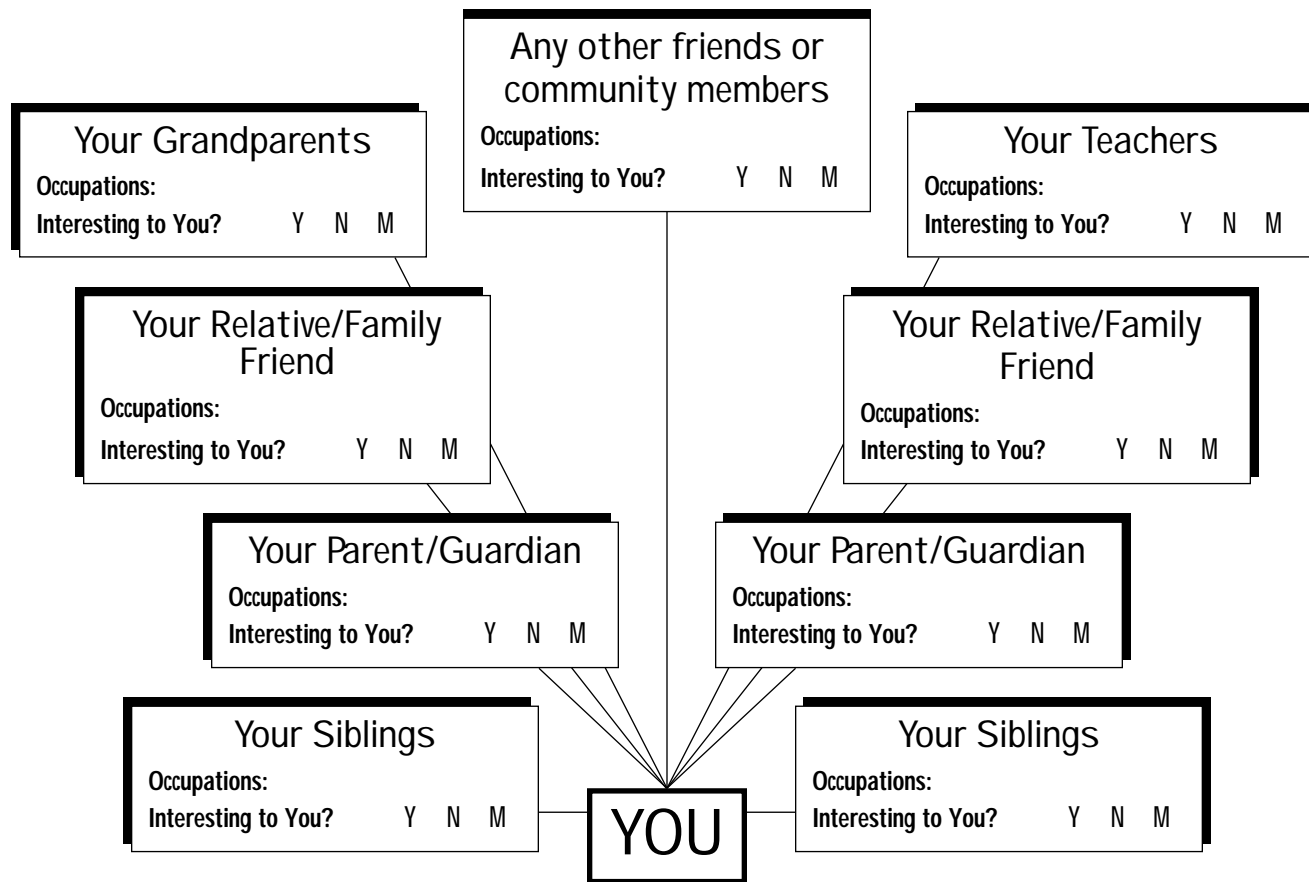 Any other friends or
community members
Occupations:
Interesting to You? Y N M
Your Grandparents
Occupations:
Interesting to You? Y N M
Your Teachers
Occupations:
Interesting to You? Y N M
Your Relative/Family
Friend
Occupations:
Interesting to You? Y N M
Your Relative/Family
Friend
Occupations:
Interesting to You? Y N M
Your Parent/Guardian
Occupations:
Interesting to You? Y N M
Your Parent/Guardian
Occupations:
Interesting to You? Y N M
Your Siblings
Occupations:
Interesting to You? Y N M
Your Siblings
Occupations:
Interesting to You? Y N M
YOU